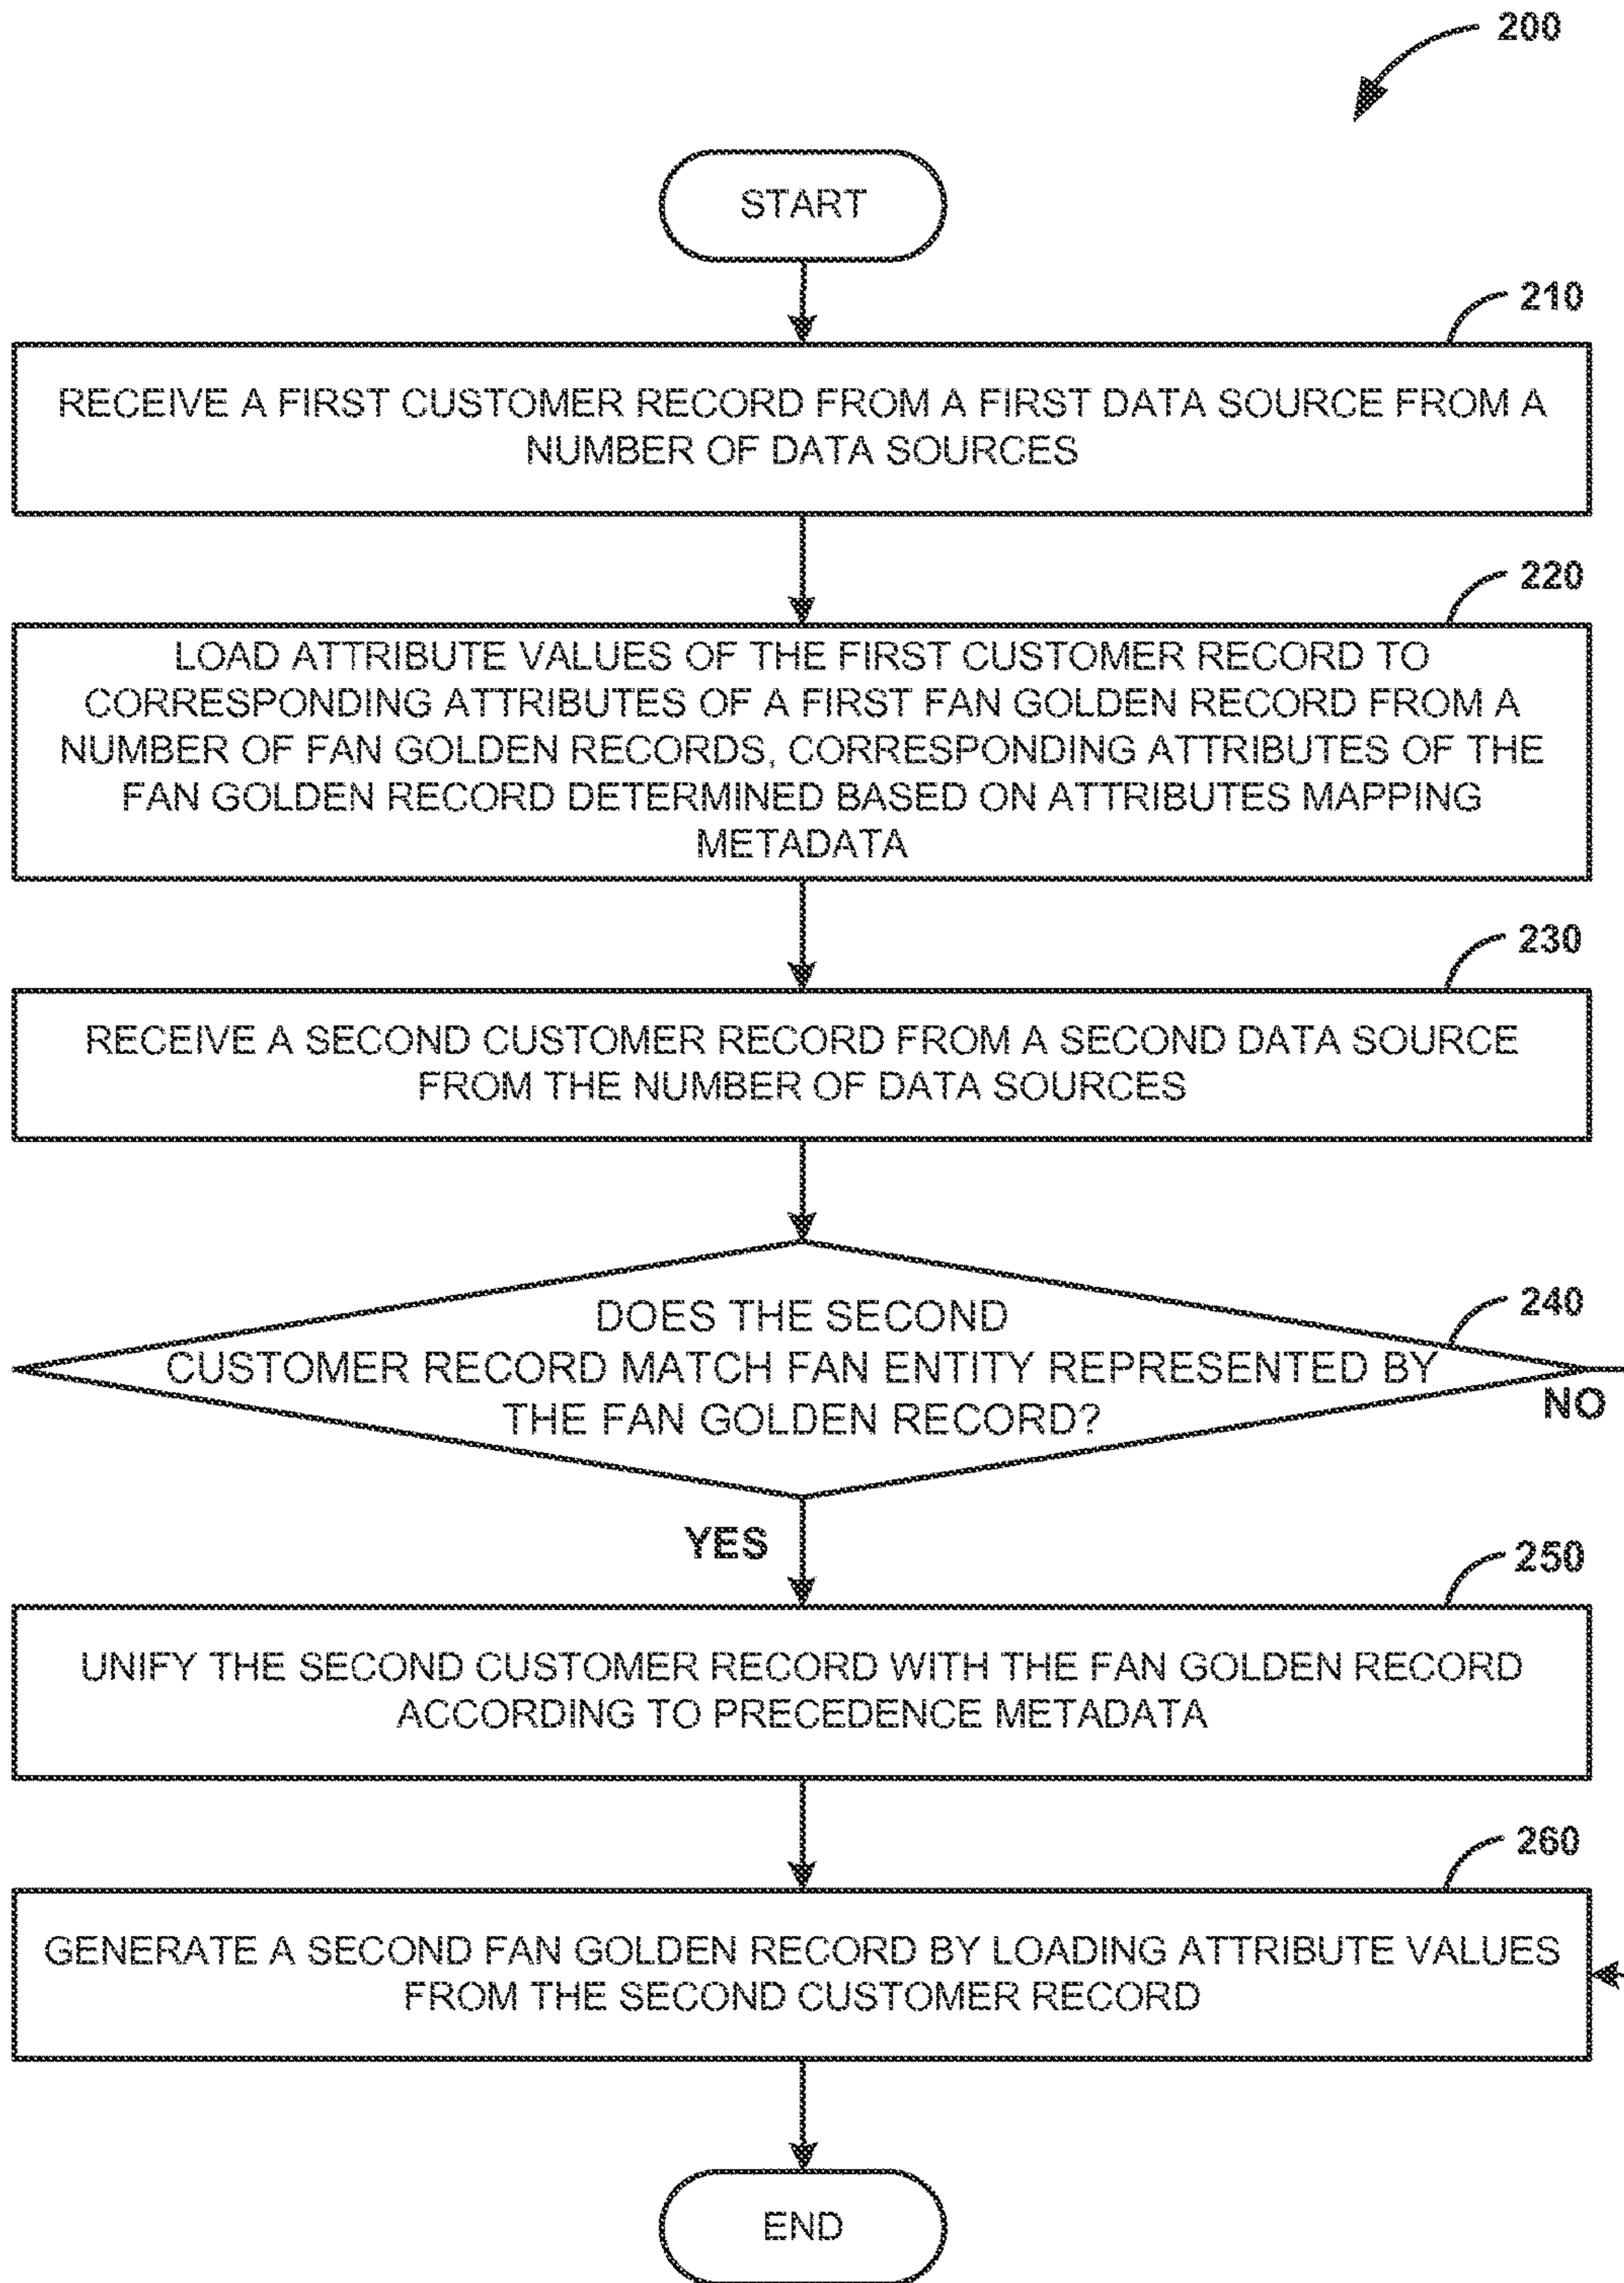 200
START
210
RECEIVE A FIRST CUSTOMER RECORD FROM A FIRST DATA SOURCE FROM A
NUMBER OF DATA SOURCES
220
LOAD ATTRIBUTE VALUES OF THE FIRST CUSTOMER RECORD TO
CORRESPONDING ATTRIBUTES OF A FIRST FAN GOLDEN RECORD FROM A
NUMBER OF FAN GOLDEN RECORDS, CORRESPONDING ATTRIBUTES OF THE
FAN GOLDEN RECORD DETERMINED BASED ON ATTRIBUTES MAPPING
METADATA
230
RECEIVE A SECOND CUSTOMER RECORD FROM A SECOND DATA SOURCE
FROM THE NUMBER OF DATA SOURCES
240
DOES THE SECOND
CUSTOMER RECORD MATCH FAN ENTITY REPRESENTED BY
THE FAN GOLDEN RECORD?
NO
YES
250
UNIFY THE SECOND CUSTOMER RECORD WITH THE FAN GOLDEN RECORD
ACCORDING TO PRECEDENCE METADATA
260
GENERATE A SECOND FAN GOLDEN RECORD BY LOADING ATTRIBUTE VALUES
FROM THE SECOND CUSTOMER RECORD
END